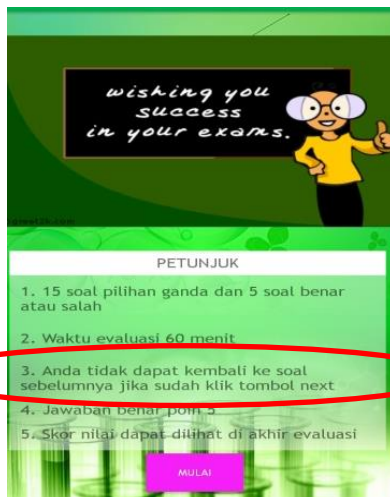 wishing you
success
in your exams.
PETUNJUK
1. 15 soal pilihan ganda dan 5 soal benar
atau salah
2. Waktu evaluasi 60 menit
3. Anda tidak dapat kembali ke soal
sebelumnya jika sudah klik tombol next
4. Jawaban benar poin 5
5. Skor nilai dapat dilihat di akhir evaluasi
MULAI